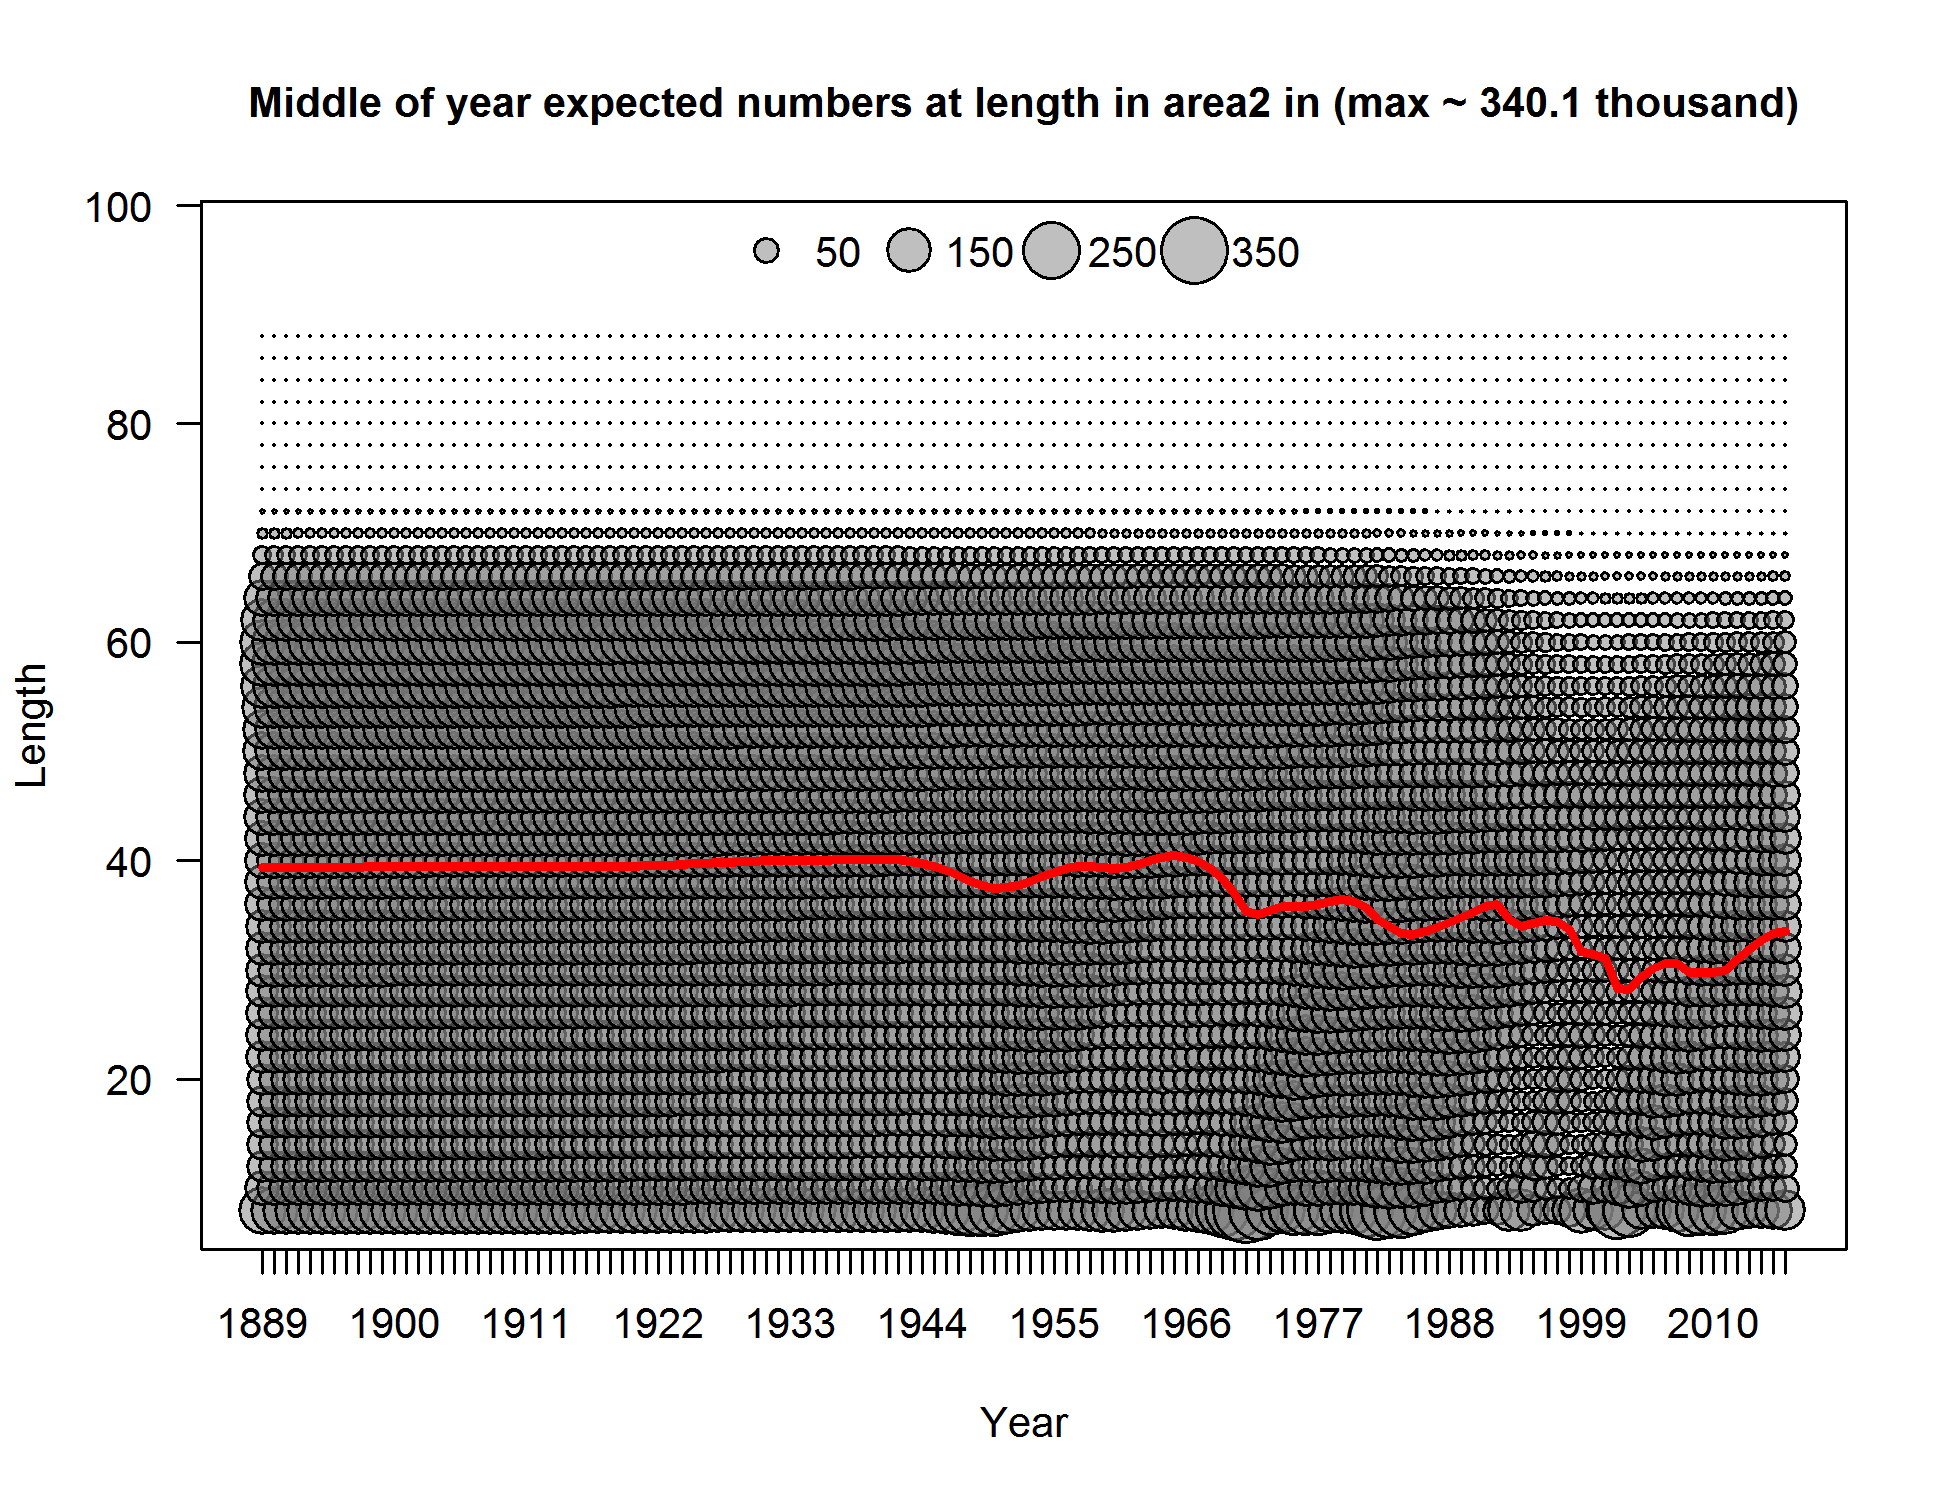 Middle of year expected numbers at length in area2 in (max ~ 340.1 thousand)
50 150 250 350
100
80
60
40
20
Length
1889 1900 1911 1922 1933 1944 1955 1966 1977 1988 1999 2010
Year